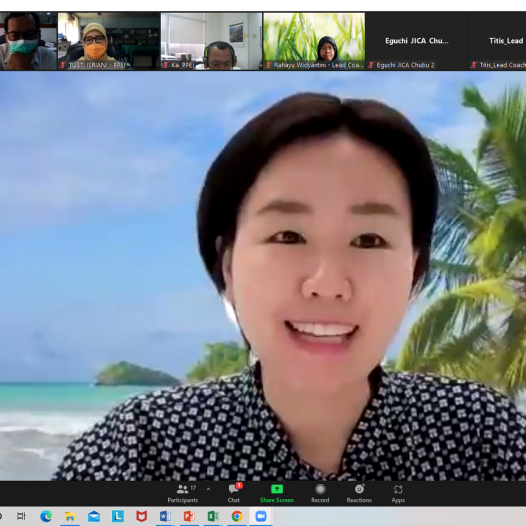 TUST ISRIANI - PPEI
Ka. PPEI
Rahayu Widyantini - Lead Coa...
Eguchi JICA Chu...
Eguchi JICA Chubu 2
Titis_Lead
Titis_Lead Coach
17
1
Participants
Chat
Share Screen
Record
Reactions
Apps